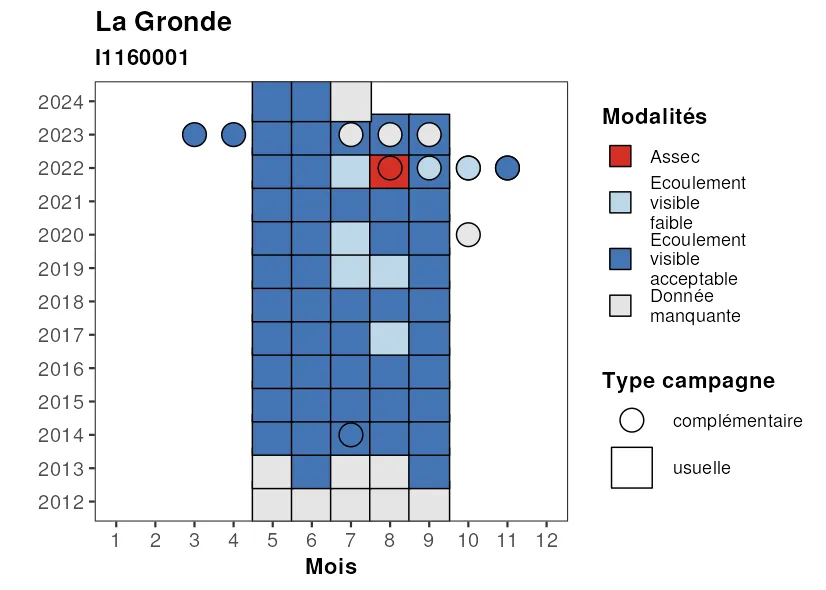 La Gronde
I1160001
2024
2023
2022
2021
2020
2019
2018
2017
2016
2015
2014
2013
2012
1 2 3 4 5 6 7 8 9 10 11 12
Mois
Modalités
Assec
Ecoulement
visible
faible
Ecoulement
visible
acceptable
Donnée
manquante
Type campagne
complémentaire
usuelle